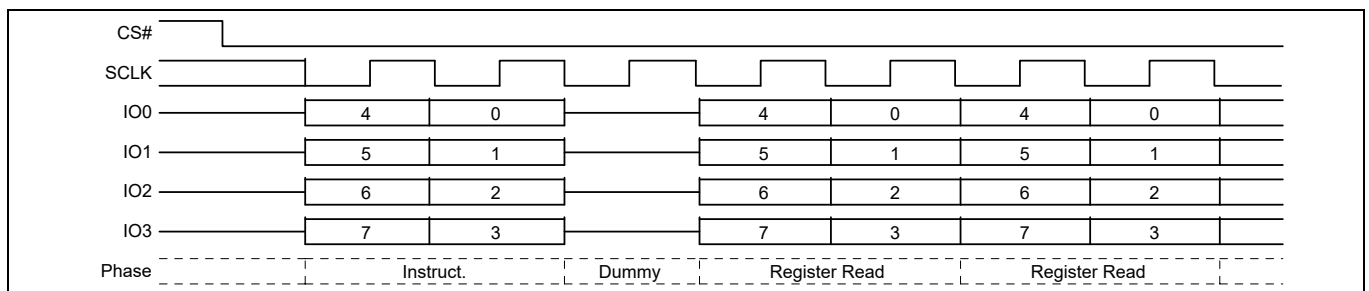 CS#
SCLK
IO0 4 0 4 0 4 0
IO1 5 1 5 1 5 1
IO2 6 2 6 2 6 2
IO3 7 3 7 3 7 3
Phase Instruct. Dummy Register Read Register Read